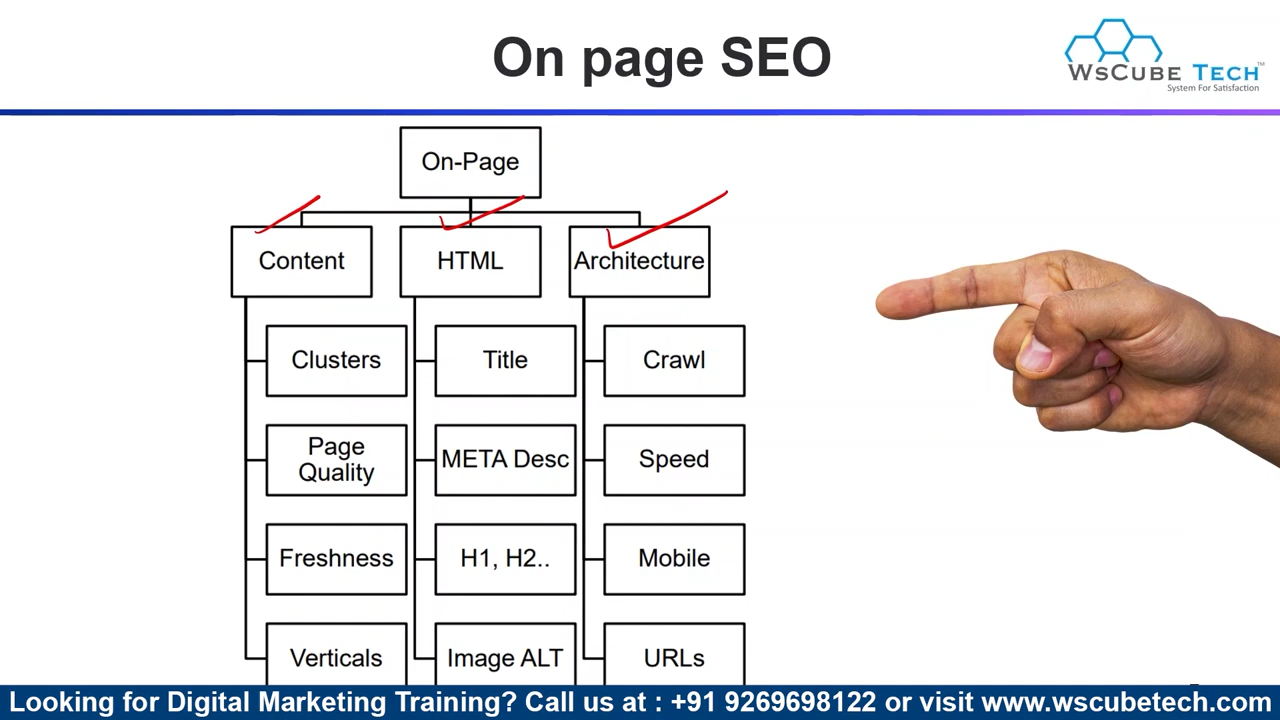 On page SEO
WSCUBE TECH™
System For Satisfaction
On-Page
Content
HTML
Architecture
Clusters
Title
Crawl
Page
Quality
META Desc
Speed
Freshness
H1, H2..
Mobile
Verticals
Image ALT
URLs
Looking for Digital Marketing Training? Call us at : +91 9269698122 or visit www.wscubetech.com